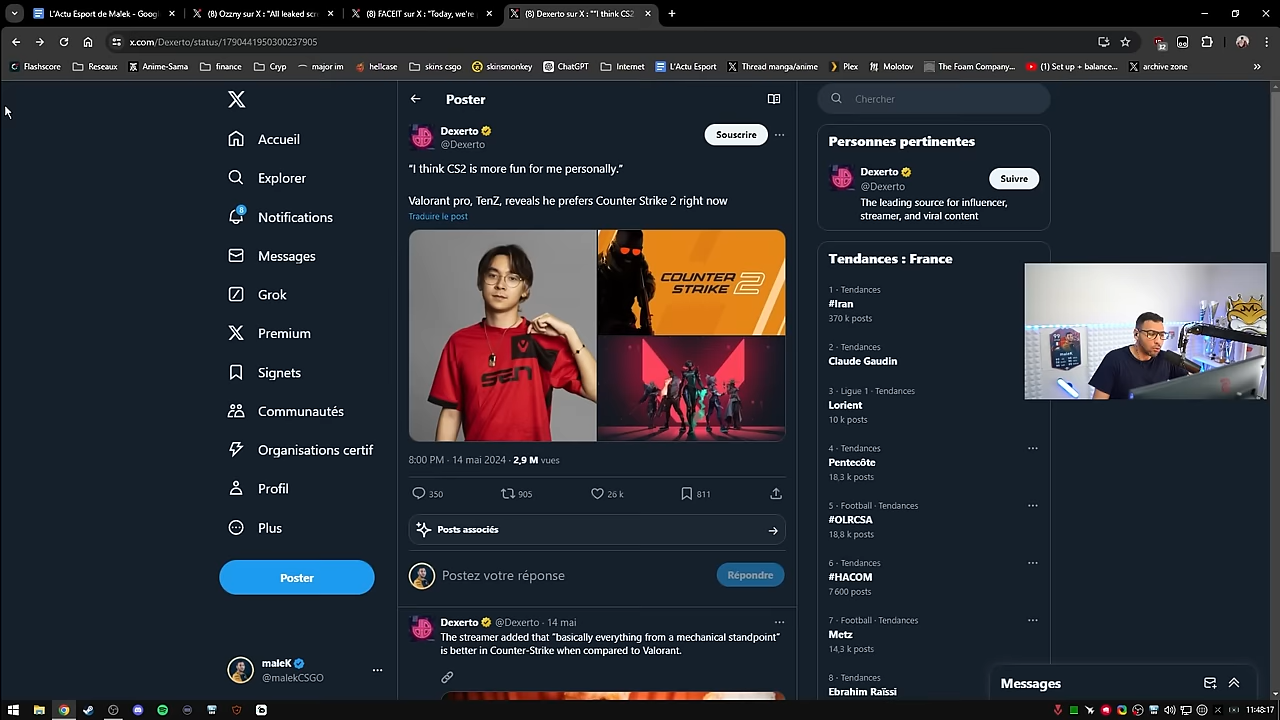 L'Actu Esport de Malek - Googl
(8) Ozzny sur X : "All leaked scr
(8) FACEIT sur X : "Today, we're
(8) Dexerto sur X : "“I think CS2
x.com/Dexerto/status/1790441950300237905
Flashscore
Reseaux
Anime-Sama
finance
Cryp
major im
hellcase
skins csgo
skinsmonkey
ChatGPT
Internet
L'Actu Esport
Thread manga/anime
Plex
Molotov
The Foam Company...
(1) Set up + balance...
archive zone
Accueil
Explorer
8
Notifications
Messages
Grok
Premium
Signets
Communautés
Organisations certif
Profil
Plus
Poster
maleK
@malekCSGO
Poster
Dexerto
@Dexerto
Souscrire
“I think CS2 is more fun for me personally.”
Valorant pro, TenZ, reveals he prefers Counter Strike 2 right now
Traduire le post
SEN
COUNTER
STRIKE 2
8:00 PM · 14 mai 2024 · 2,9 M vues
350
905
26 k
811
Posts associés
Postez votre réponse
Répondre
Dexerto @Dexerto · 14 mai
The streamer added that “basically everything from a mechanical standpoint”
is better in Counter-Strike when compared to Valorant.
Chercher
Personnes pertinentes
Dexerto
@Dexerto
Suivre
The leading source for influencer,
streamer, and viral content
Tendances : France
1 · Tendances
#Iran
370 k posts
2 · Tendances
Claude Gaudin
3 · Ligue 1 · Tendances
Lorient
10 k posts
4 · Tendances
Pentecôte
18,3 k posts
5 · Football · Tendances
#OLRCSA
18,8 k posts
6 · Tendances
#HACOM
7 600 posts
7 · Football · Tendances
Metz
14,3 k posts
8 · Tendances
Ebrahim Raïssi
Messages
11:48:17